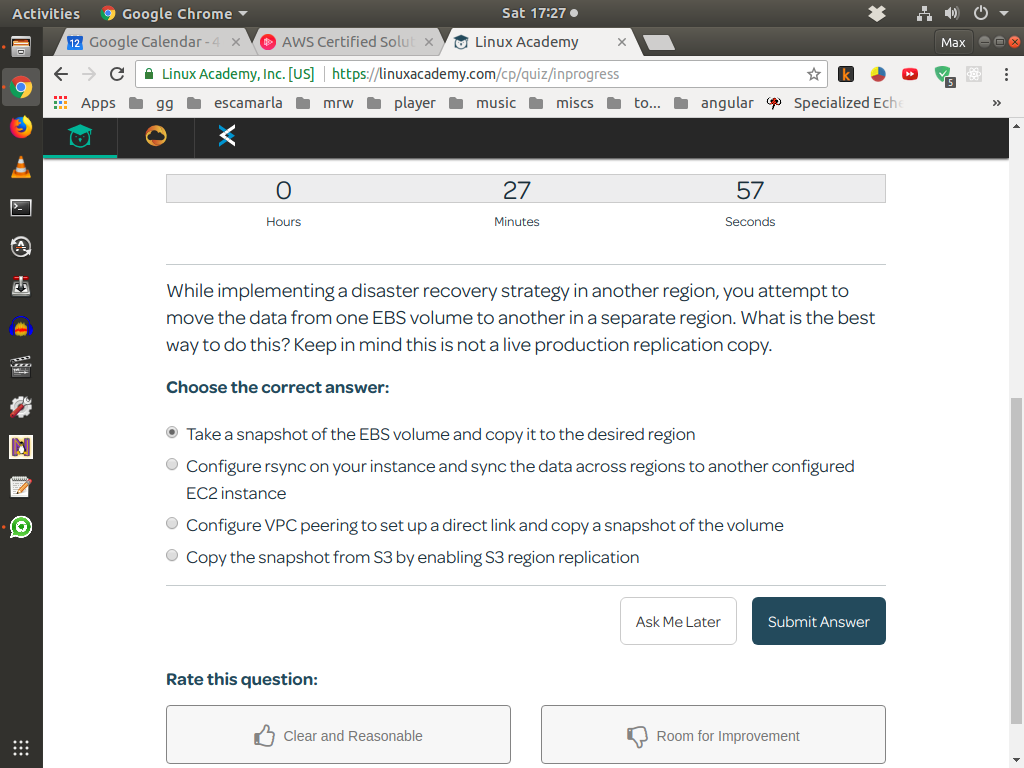 Activities
Google Chrome
Sat 17:27
Google Calendar - 4
AWS Certified Solut
Linux Academy
Max
Linux Academy, Inc. [US]
https://linuxacademy.com/cp/quiz/inprogress
Apps
gg
escamarla
mrw
player
music
miscs
to...
angular
Specialized Eche
»
0
27
57
Hours
Minutes
Seconds
While implementing a disaster recovery strategy in another region, you attempt to
move the data from one EBS volume to another in a separate region. What is the best
way to do this? Keep in mind this is not a live production replication copy.
Choose the correct answer:
Take a snapshot of the EBS volume and copy it to the desired region
Configure rsync on your instance and sync the data across regions to another configured
EC2 instance
Configure VPC peering to set up a direct link and copy a snapshot of the volume
Copy the snapshot from S3 by enabling S3 region replication
Ask Me Later
Submit Answer
Rate this question:
Clear and Reasonable
Room for Improvement